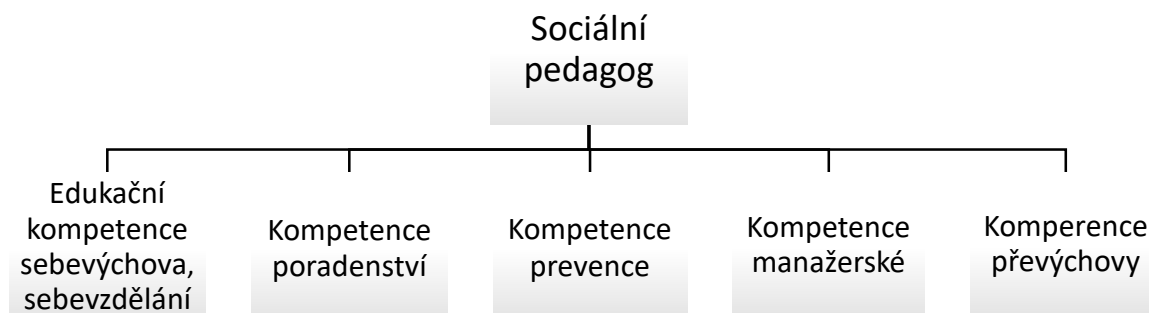 Sociální
pedagog
Edukační
kompetence
sebevýchova,
sebevzdělání
Kompetence
poradenství
Kompetence
prevence
Kompetence
manažerské
Komperence
převýchovy